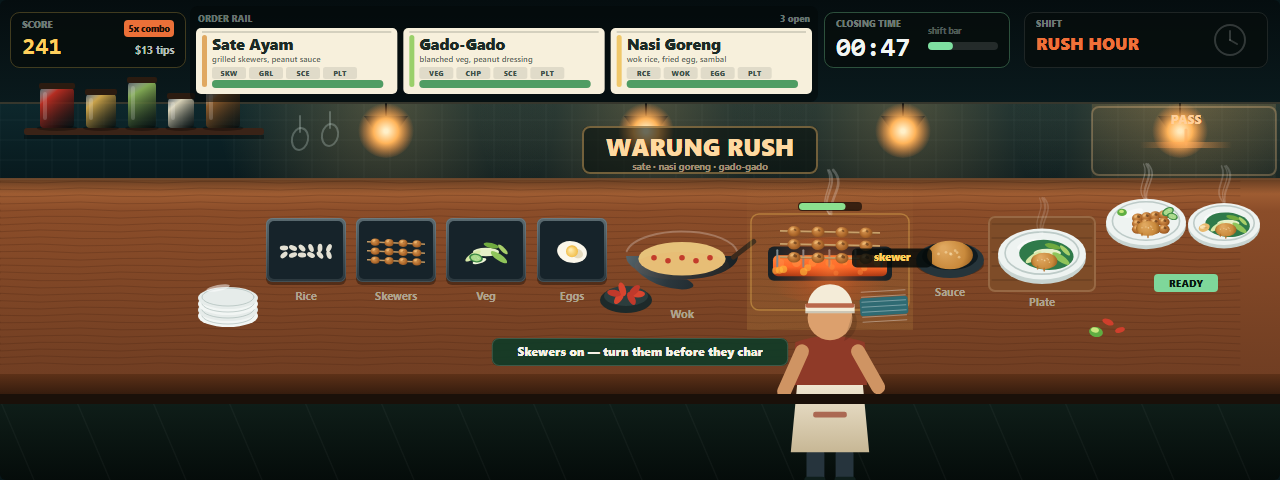 SCORE
241
5x combo
$13 tips
ORDER RAIL
3 open
Sate Ayam
grilled skewers, peanut sauce
SKW GRL SCE PLT
Gado-Gado
blanched veg, peanut dressing
VEG CHP SCE PLT
Nasi Goreng
wok rice, fried egg, sambal
RCE WOK EGG PLT
CLOSING TIME
00:47
shift bar
SHIFT
RUSH HOUR
PASS
WARUNG RUSH
sate · nasi goreng · gado-gado
skewer
Rice
Skewers
Veg
Eggs
Wok
Sauce
Plate
READY
Skewers on — turn them before they char